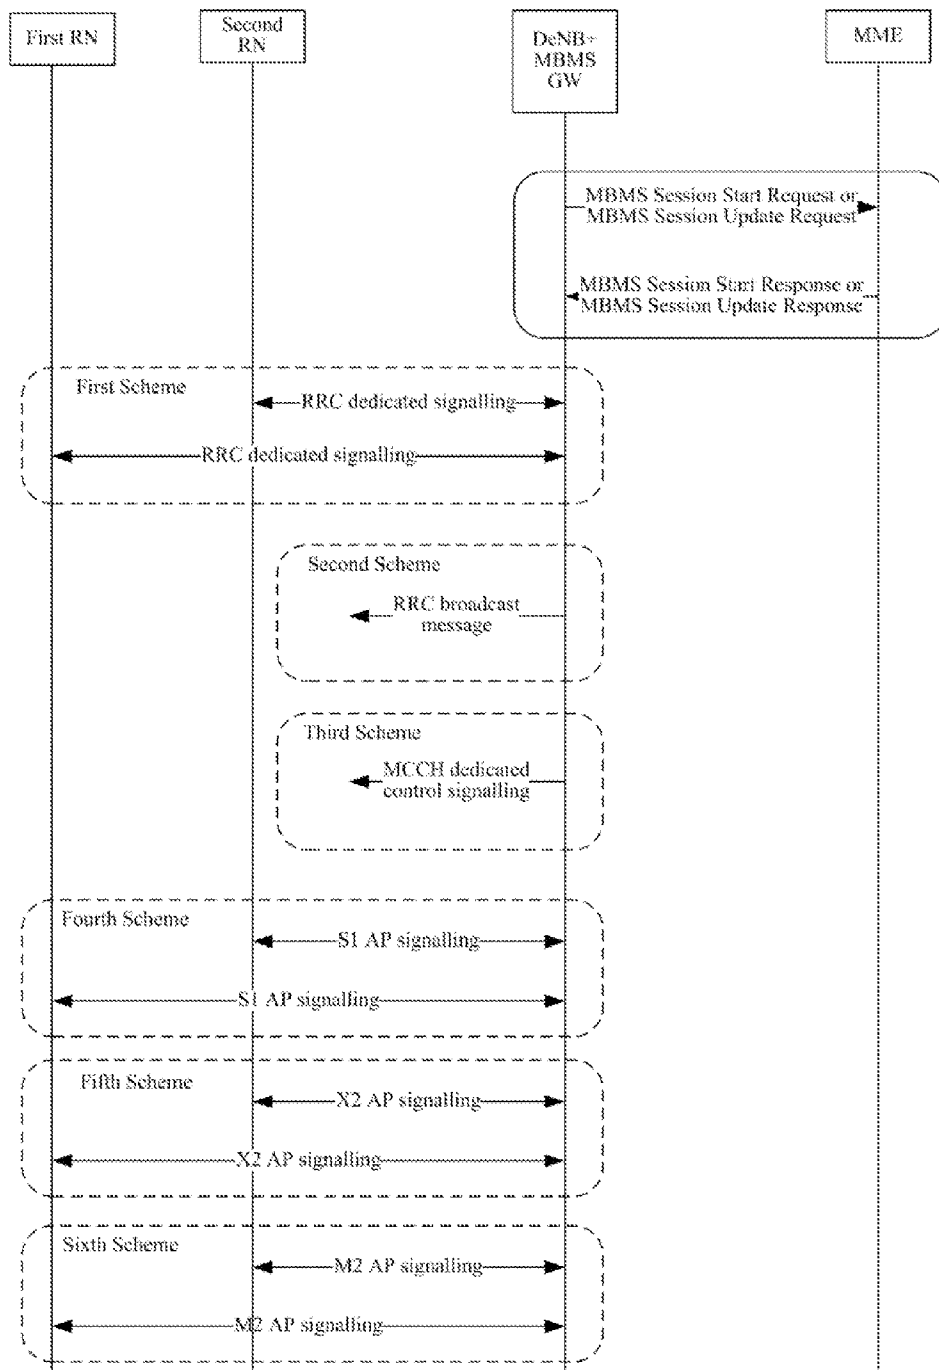 First RN
Second
RN
DeNB+
MBMS
GW
MME
MBMS Session Start Request or
MBMS Session Update Request
MBMS Session Start Response or
MBMS Session Update Response
First Scheme
RRC dedicated signalling
RRC dedicated signalling
Second Scheme
RRC broadcast
message
Third Scheme
MCCH dedicated
control signalling
Fourth Scheme
S1 AP signalling
S1 AP signalling
Fifth Scheme
X2 AP signalling
X2 AP signalling
Sixth Scheme
M2 AP signalling
M2 AP signalling